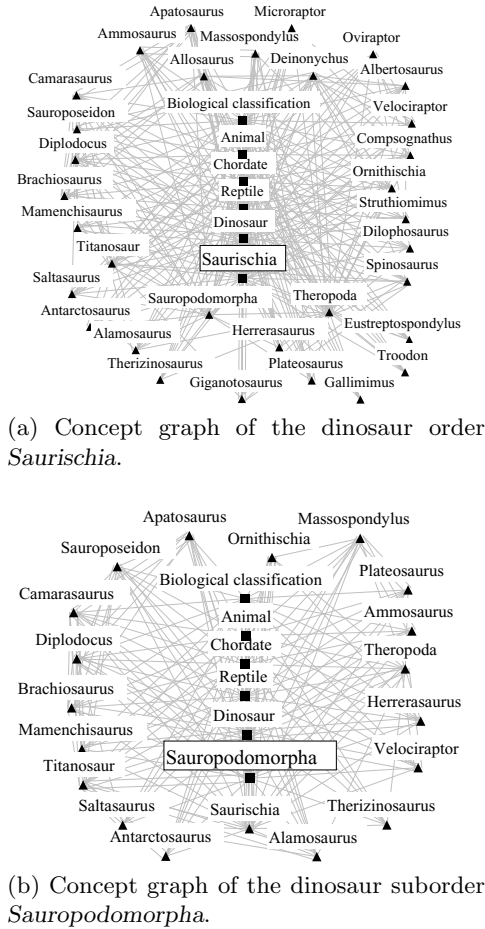 Apatosaurus Microraptor
Ammosaurus Massospondylus Oviraptor
Allosaurus Deinonychus
Camarasaurus Albertosaurus
Biological classification
Sauroposeidon Velociraptor
Diplodocus Animal Compsognathus
Chordate
Brachiosaurus Reptile Ornithischia
Mamenchisaurus Struthiomimus
Dinosaur
Titanosaur Dilophosaurus
Saurischia Spinosaurus
Saltasaurus
Sauropodomorpha Theropoda
Antarctosaurus
Alamosaurus Herrerasaurus Eustreptospondylus
Therizinosaurus Plateosaurus Troodon
Giganotosaurus Gallimimus
(a) Concept graph of the dinosaur order
Saurischia.
Apatosaurus Massospondylus
Sauroposeidon Ornithischia
Biological classification Plateosaurus
Camarasaurus
Animal Ammosaurus
Diplodocus Chordate Theropoda
Reptile
Brachiosaurus Herrerasaurus
Dinosaur
Mamenchisaurus
Sauropodomorpha Velociraptor
Titanosaur
Saltasaurus Saurischia Therizinosaurus
Antarctosaurus Alamosaurus
(b) Concept graph of the dinosaur suborder
Sauropodomorpha.